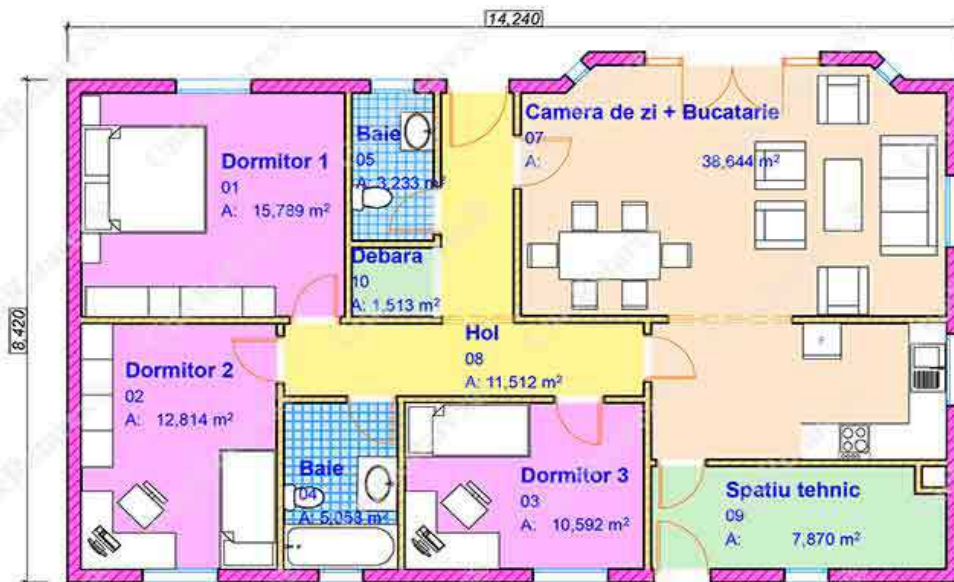 14,240
8,420
Dormitor 1
01
A: 15,789 m²
Baie
05
A: 3,233 m²
Debara
10
A: 1,513 m²
Camera de zi + Bucatarie
07
A: 38,644 m²
Hol
08
A: 11,512 m²
Dormitor 2
02
A: 12,814 m²
Baie
04
A: 5,053 m²
Dormitor 3
03
A: 10,592 m²
Spatiu tehnic
09
A: 7,870 m²